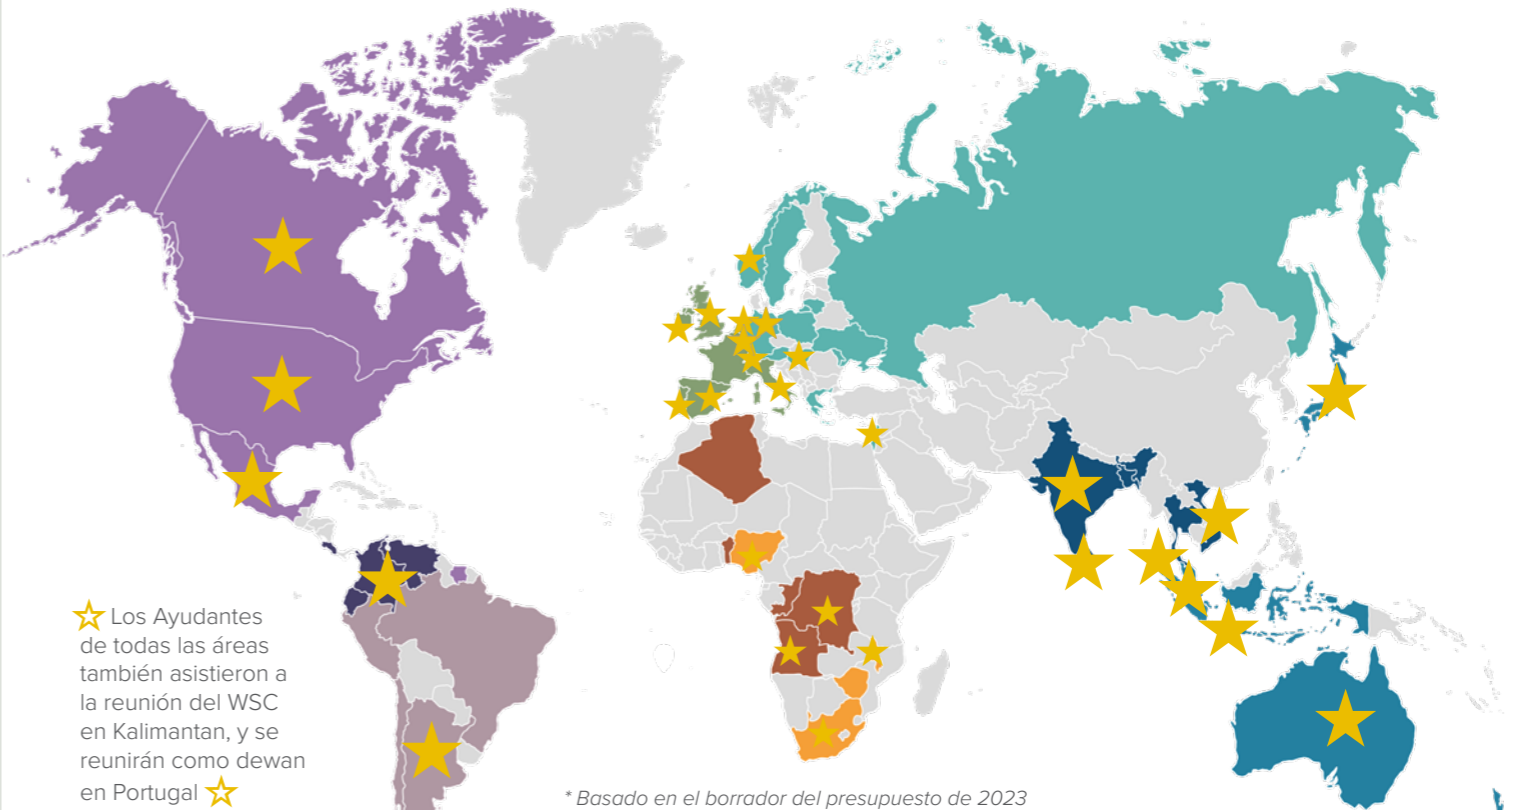 Los Ayudantes
de todas las áreas
también asistieron a
la reunión del WSC
en Kalimantan, y se
reunirán como dewan
en Portugal
* Basado en el borrador del presupuesto de 2023